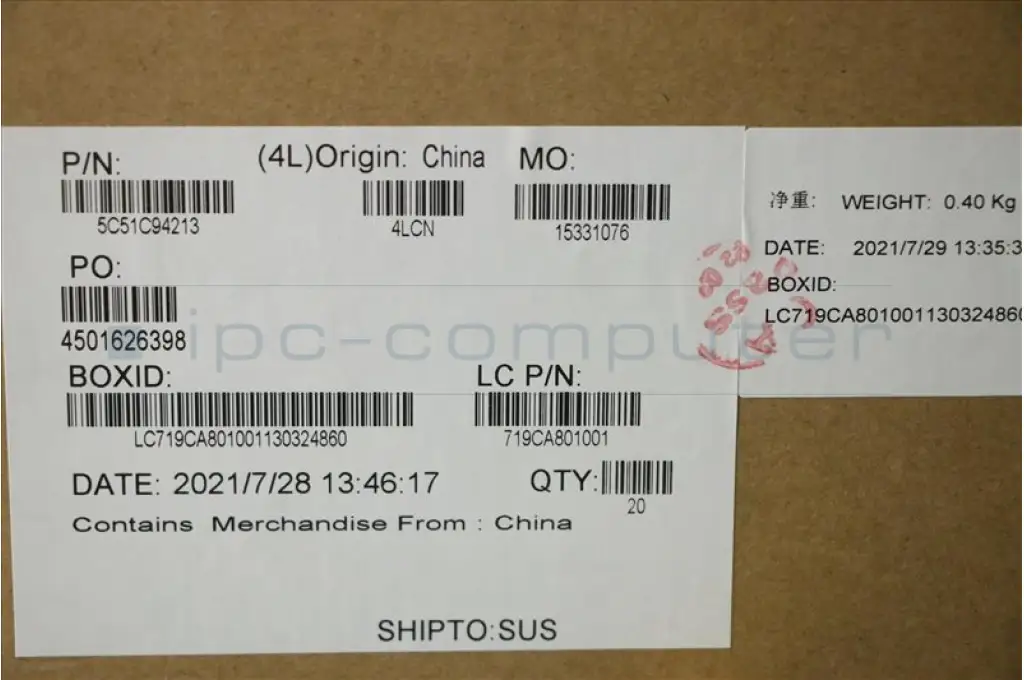 P/N: (4L)Origin: China MO:
5C51C94213 4LCN 15331076
PO:
4501626398
ipc-computer
BOXID: LC P/N:
LC719CA801001130324860 719CA801001
DATE: 2021/7/28 13:46:17 QTY:
20
Contains Merchandise From : China
SHIPTO:SUS
净重: WEIGHT: 0.40 Kg
DATE: 2021/7/29 13:35:3
BOXID:
LC719CA801001130324860